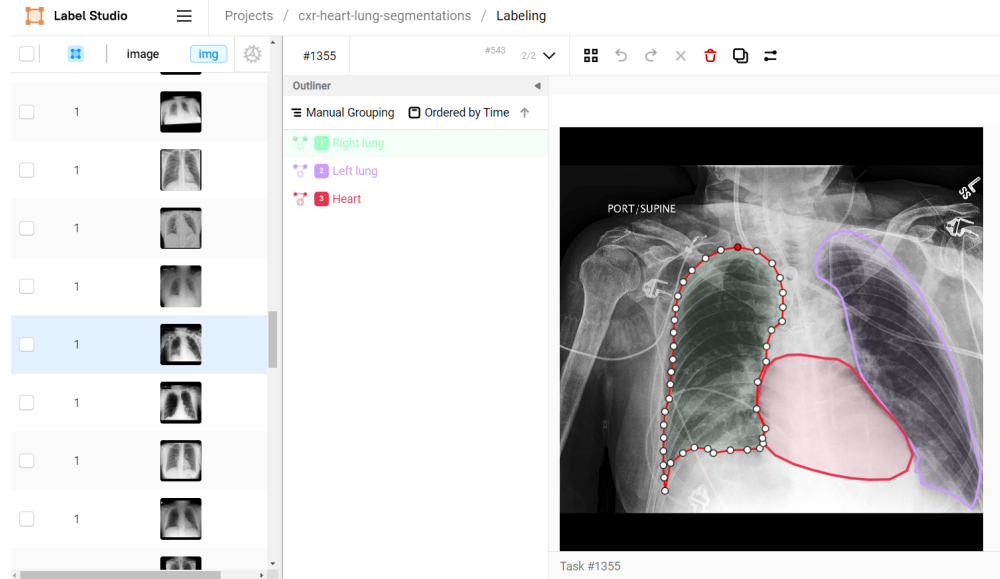 Label Studio
Projects / cxr-heart-lung-segmentations / Labeling
image
img
#1355
#543
2/2
Outliner
Manual Grouping
Ordered by Time
1 Right lung
2 Left lung
3 Heart
1
1
1
1
1
1
1
1
PORT/SUPINE
SS
Task #1355